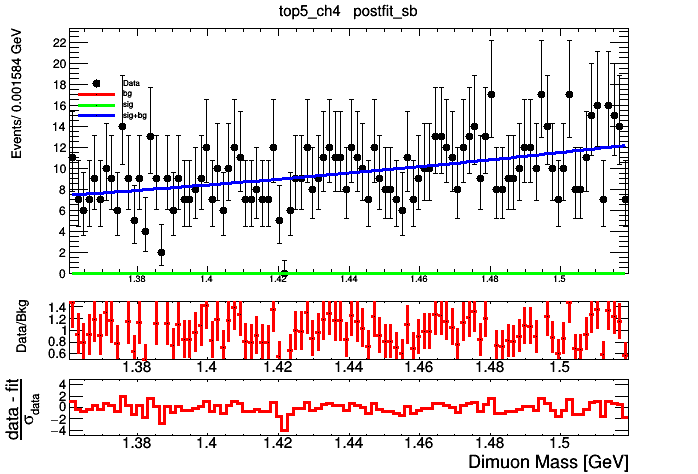 top5_ch4 postfit_sb
Events/ 0.001584 GeV
22
20
18
16
14
12
10
8
6
4
2
0
Data
bg
sig
sig+bg
1.38 1.4 1.42 1.44 1.46 1.48 1.5
Data/Bkg
1.4
1.2
1
0.8
0.6
1.38 1.4 1.42 1.44 1.46 1.48 1.5
data - fit
σdata
4
2
0
−2
−4
1.38 1.4 1.42 1.44 1.46 1.48 1.5
Dimuon Mass [GeV]